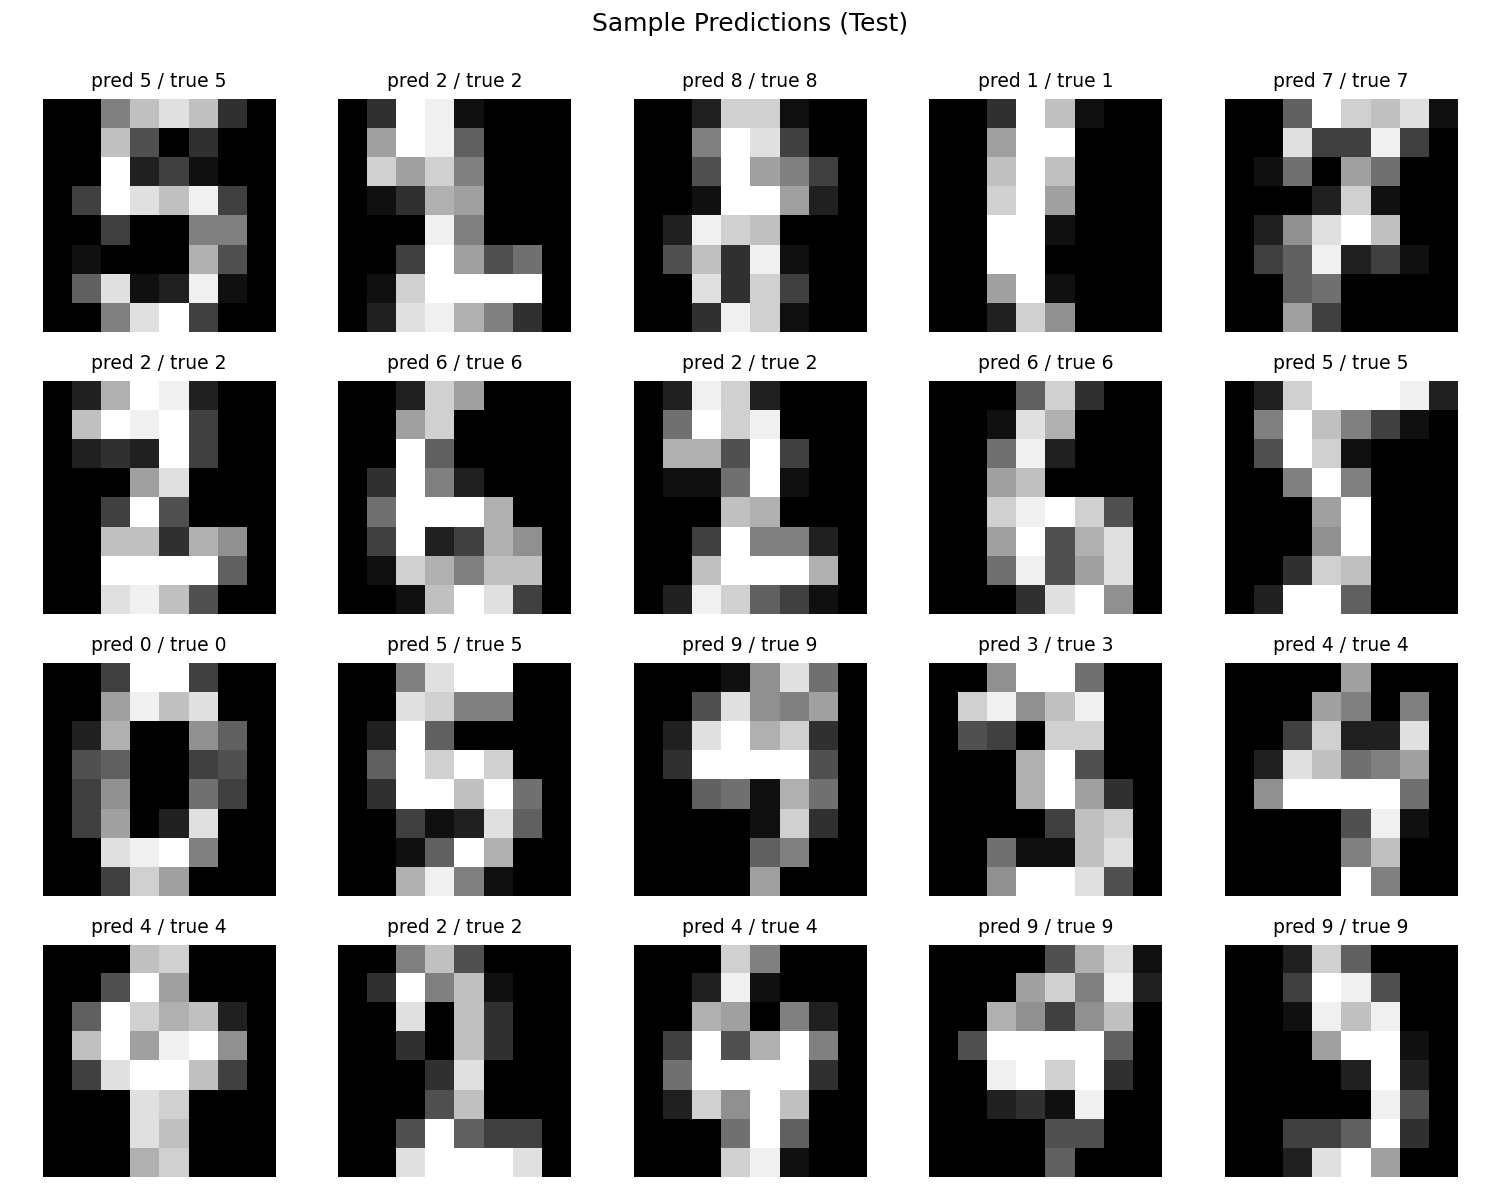 Sample Predictions (Test)
pred 5 / true 5
pred 2 / true 2
pred 8 / true 8
pred 1 / true 1
pred 7 / true 7
pred 2 / true 2
pred 6 / true 6
pred 2 / true 2
pred 6 / true 6
pred 5 / true 5
pred 0 / true 0
pred 5 / true 5
pred 9 / true 9
pred 3 / true 3
pred 4 / true 4
pred 4 / true 4
pred 2 / true 2
pred 4 / true 4
pred 9 / true 9
pred 9 / true 9